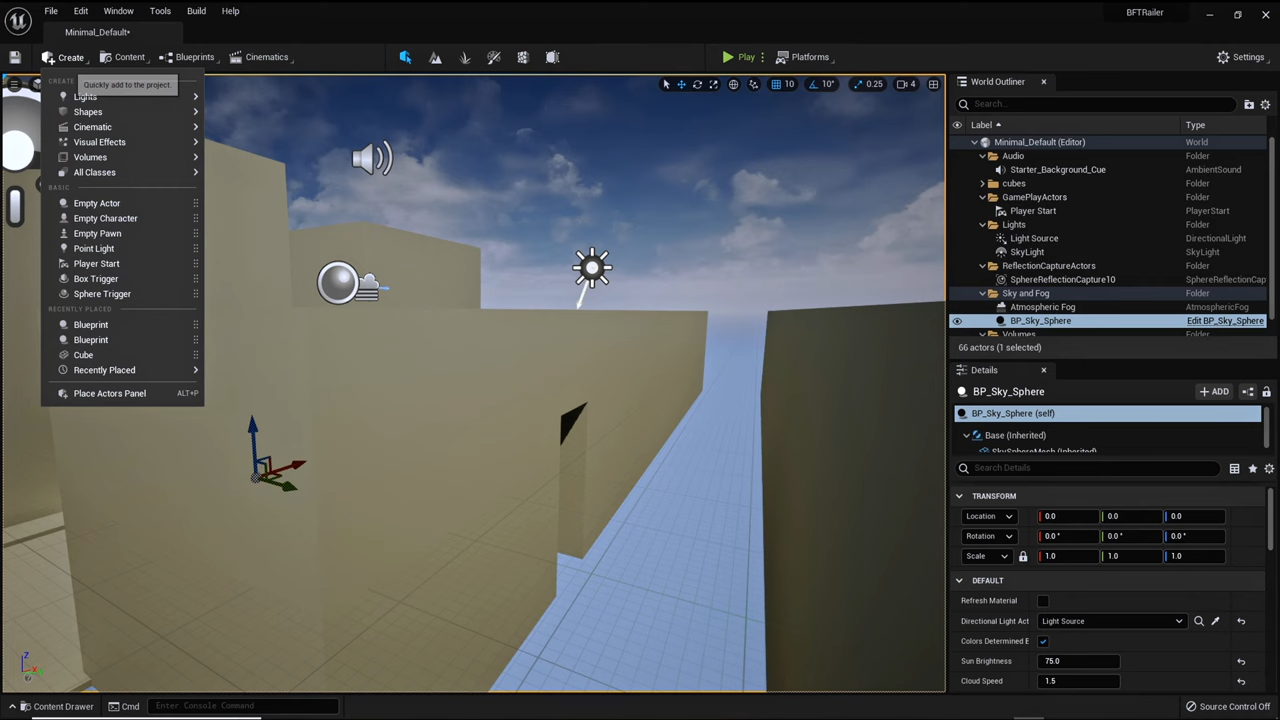 File Edit Window Tools Build Help
BFTRailer
Minimal_Default*
Create Content Blueprints Cinematics Play Platforms Settings
CREATE
Quickly add to the project.
Lights
Shapes
Cinematic
Visual Effects
Volumes
All Classes
BASIC
Empty Actor
Empty Character
Empty Pawn
Point Light
Player Start
Box Trigger
Sphere Trigger
RECENTLY PLACED
Blueprint
Blueprint
Cube
Recently Placed
Place Actors Panel ALT+P
10 10° 0.25 4
World Outliner
Search...
Label Type
Minimal_Default (Editor) World
Audio Folder
Starter_Background_Cue AmbientSound
cubes Folder
GamePlayActors Folder
Player Start PlayerStart
Lights Folder
Light Source DirectionalLight
SkyLight SkyLight
ReflectionCaptureActors Folder
SphereReflectionCapture10 SphereReflectionCap
Sky and Fog Folder
Atmospheric Fog AtmosphericFog
BP_Sky_Sphere Edit BP_Sky_Sphere
Volumes Folder
66 actors (1 selected)
Details
BP_Sky_Sphere ADD
BP_Sky_Sphere (self)
Base (Inherited)
SkySphereMesh (Inherited)
Search Details
TRANSFORM
Location 0.0 0.0 0.0
Rotation 0.0° 0.0° 0.0°
Scale 1.0 1.0 1.0
DEFAULT
Refresh Material
Directional Light Act Light Source
Colors Determined E
Sun Brightness 75.0
Cloud Speed 1.5
Z
X
Content Drawer Cmd Enter Console Command Source Control Off